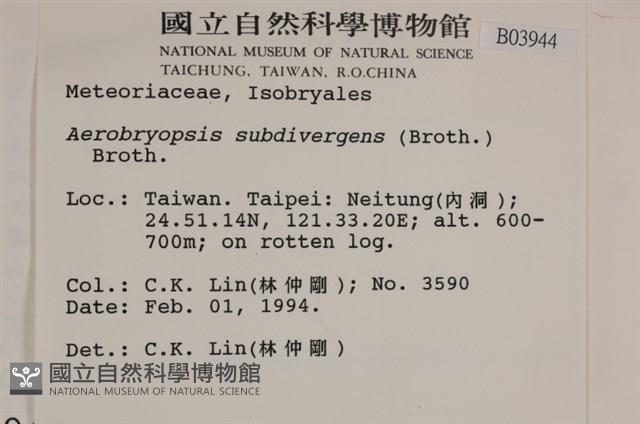 國立自然科學博物館
B03944
NATIONAL MUSEUM OF NATURAL SCIENCE
TAICHUNG, TAIWAN, R.O.CHINA
Meteoriaceae, Isobryales
Aerobryopsis subdivergens (Broth.)
Broth.
Loc.: Taiwan. Taipei: Neitung(內洞);
24.51.14N, 121.33.20E; alt. 600-
700m; on rotten log.
Col.: C.K. Lin(林仲剛); No. 3590
Date: Feb. 01, 1994.
Det.: C.K. Lin(林仲剛)
國立自然科學博物館
NATIONAL MUSEUM OF NATURAL SCIENCE